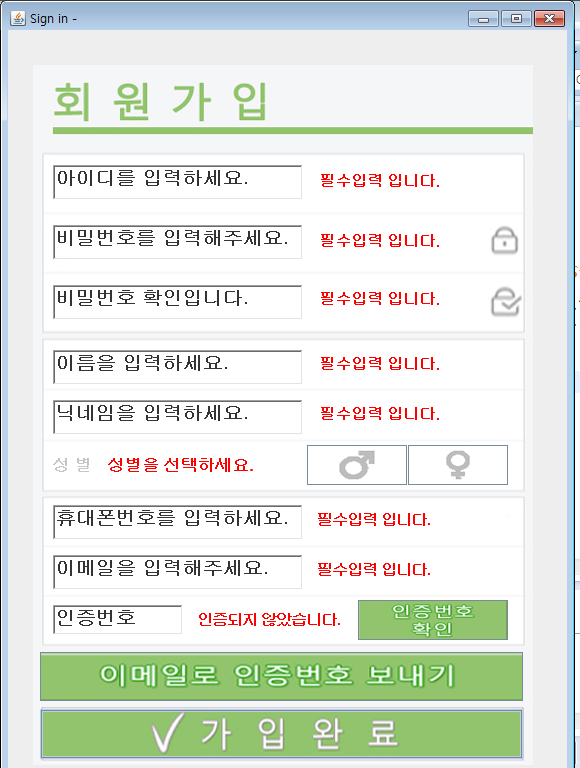 Sign in -
회 원 가 입
아이디를 입력하세요. 필수입력 입니다.
비밀번호를 입력해주세요. 필수입력 입니다.
비밀번호 확인입니다. 필수입력 입니다.
이름을 입력하세요. 필수입력 입니다.
닉네임을 입력하세요. 필수입력 입니다.
성 별 성별을 선택하세요.
휴대폰번호를 입력하세요. 필수입력 입니다.
이메일을 입력해주세요. 필수입력 입니다.
인증번호 인증되지 않았습니다. 인증번호
확인
이메일로 인증번호 보내기
가 입 완 료